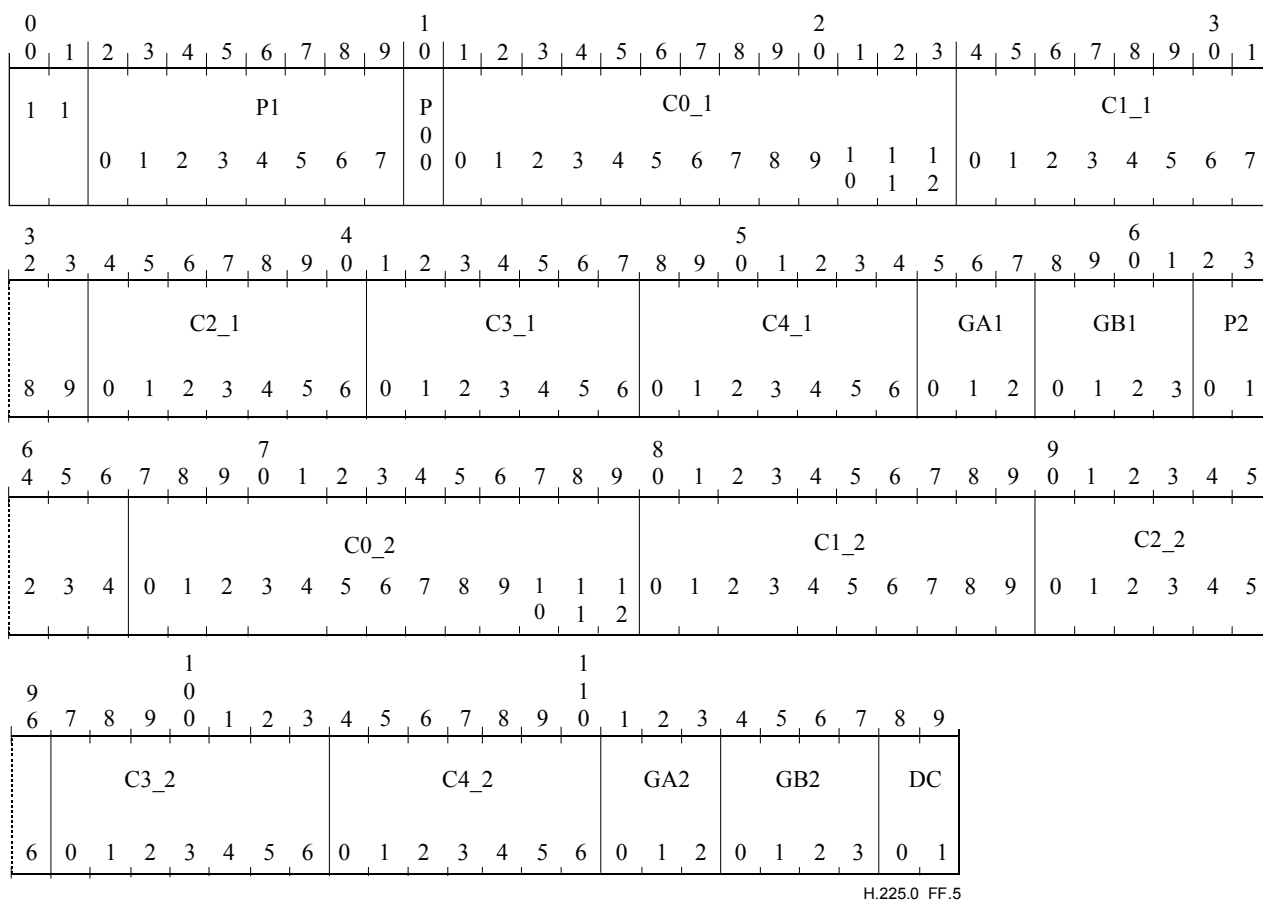 0 1 2 3
0 1 2 3 4 5 6 7 8 9 0 1 2 3 4 5 6 7 8 9 0 1 2 3 4 5 6 7 8 9 0 1
1 1 P1 P C0_1 C1_1
0 0
0 1 2 3 4 5 6 7 0 0 1 2 3 4 5 6 7 8 9 1 1 1 0 1 2 3 4 5 6 7
0 1 2
3 4 5 6
2 3 4 5 6 7 8 9 0 1 2 3 4 5 6 7 8 9 0 1 2 3 4 5 6 7 8 9 0 1 2 3
C2_1 C3_1 C4_1 GA1 GB1 P2
8 9 0 1 2 3 4 5 6 0 1 2 3 4 5 6 0 1 2 3 4 5 6 0 1 2 0 1 2 3 0 1
6 7 8 9
4 5 6 7 8 9 0 1 2 3 4 5 6 7 8 9 0 1 2 3 4 5 6 7 8 9 0 1 2 3 4 5
C0_2 C1_2 C2_2
2 3 4 0 1 2 3 4 5 6 7 8 9 1 1 1 0 1 2 3 4 5 6 7 8 9 0 1 2 3 4 5
0 1 2
1 1
9 0 1
6 7 8 9 0 1 2 3 4 5 6 7 8 9 0 1 2 3 4 5 6 7 8 9
C3_2 C4_2 GA2 GB2 DC
6 0 1 2 3 4 5 6 0 1 2 3 4 5 6 0 1 2 0 1 2 3 0 1
H.225.0_FF.5